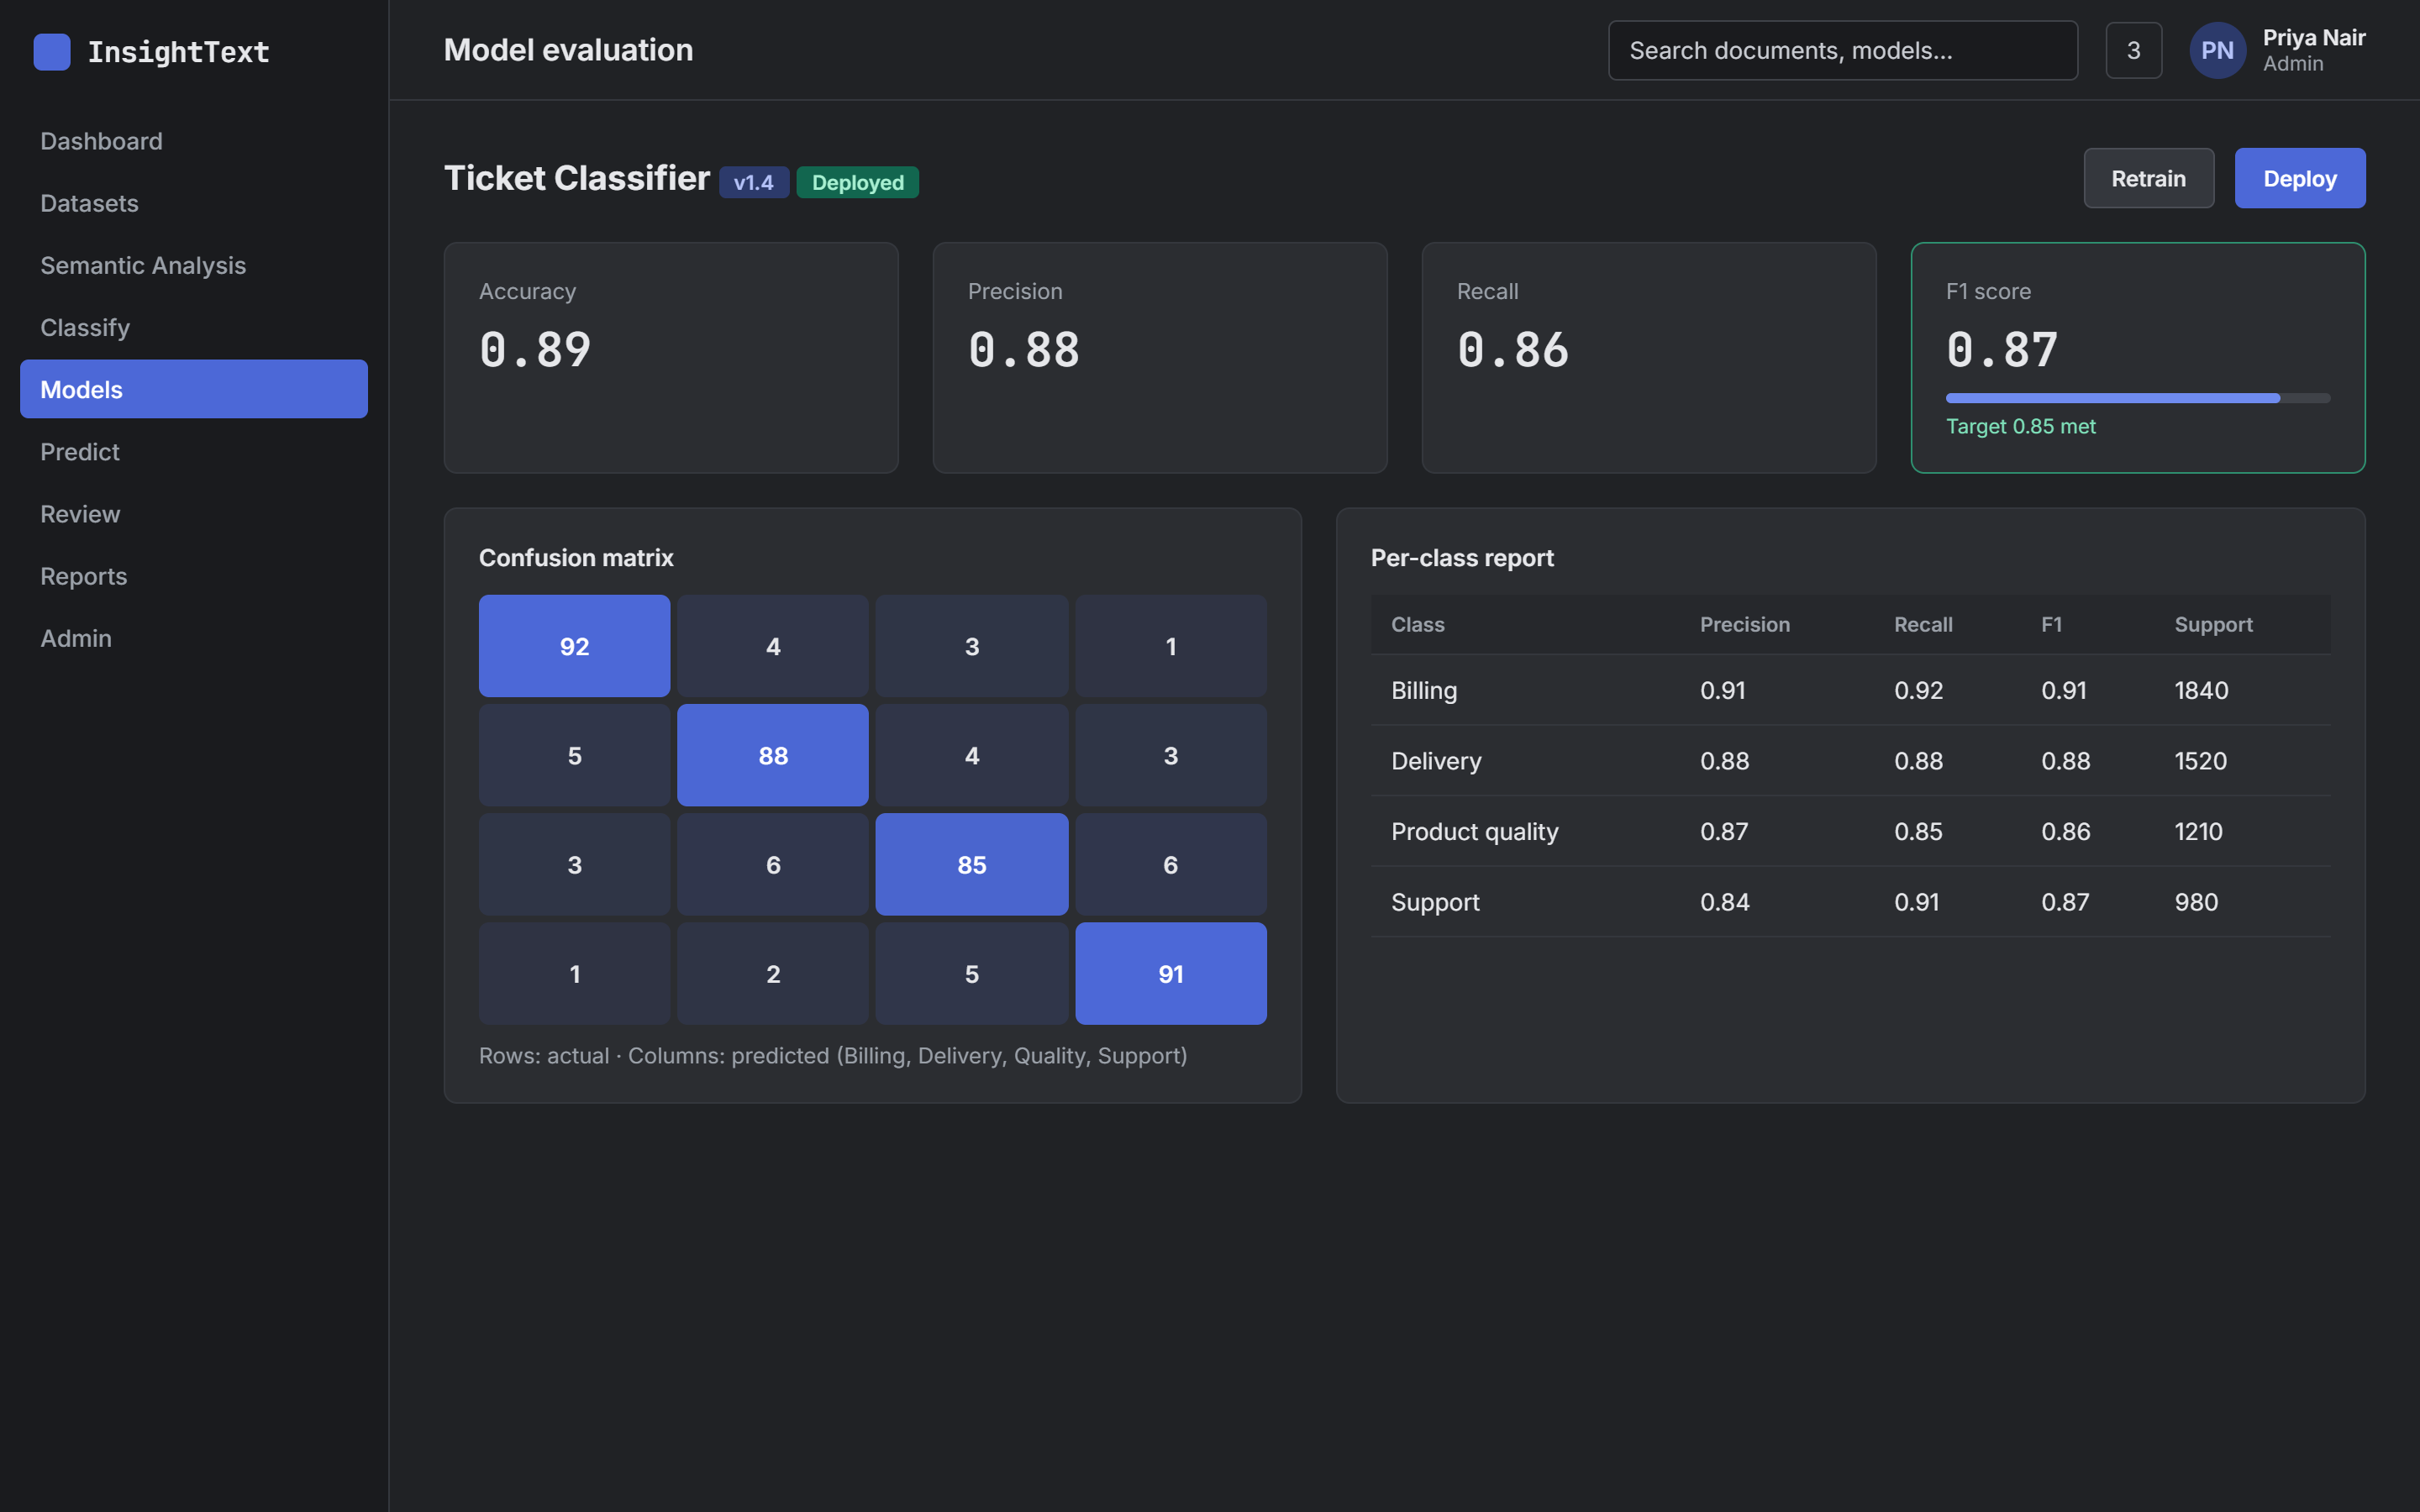 InsightText
Model evaluation
Search documents, models...
3
PN
Priya Nair
Admin
Dashboard
Datasets
Semantic Analysis
Classify
Models
Predict
Review
Reports
Admin
Ticket Classifier v1.4 Deployed
Retrain
Deploy
Accuracy
0.89
Precision
0.88
Recall
0.86
F1 score
0.87
Target 0.85 met
Confusion matrix
92 4 3 1
5 88 4 3
3 6 85 6
1 2 5 91
Rows: actual · Columns: predicted (Billing, Delivery, Quality, Support)
Per-class report
Class Precision Recall F1 Support
Billing 0.91 0.92 0.91 1840
Delivery 0.88 0.88 0.88 1520
Product quality 0.87 0.85 0.86 1210
Support 0.84 0.91 0.87 980